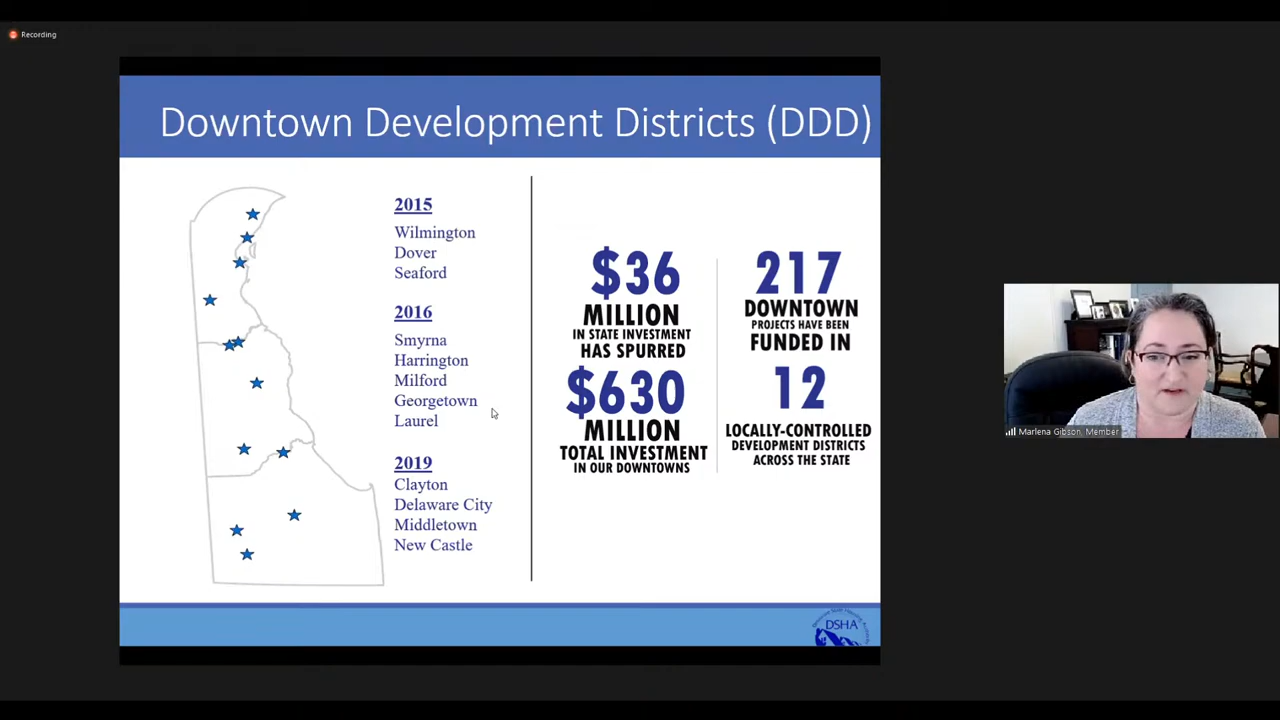 Recording
Downtown Development Districts (DDD)
2015
Wilmington
Dover
Seaford
2016
Smyrna
Harrington
Milford
Georgetown
Laurel
2019
Clayton
Delaware City
Middletown
New Castle
$36
MILLION
IN STATE INVESTMENT
HAS SPURRED
$630
MILLION
TOTAL INVESTMENT
IN OUR DOWNTOWNS
217
DOWNTOWN
PROJECTS HAVE BEEN
FUNDED IN
12
LOCALLY-CONTROLLED
DEVELOPMENT DISTRICTS
ACROSS THE STATE
DSHA
Marlena Gibson, Member